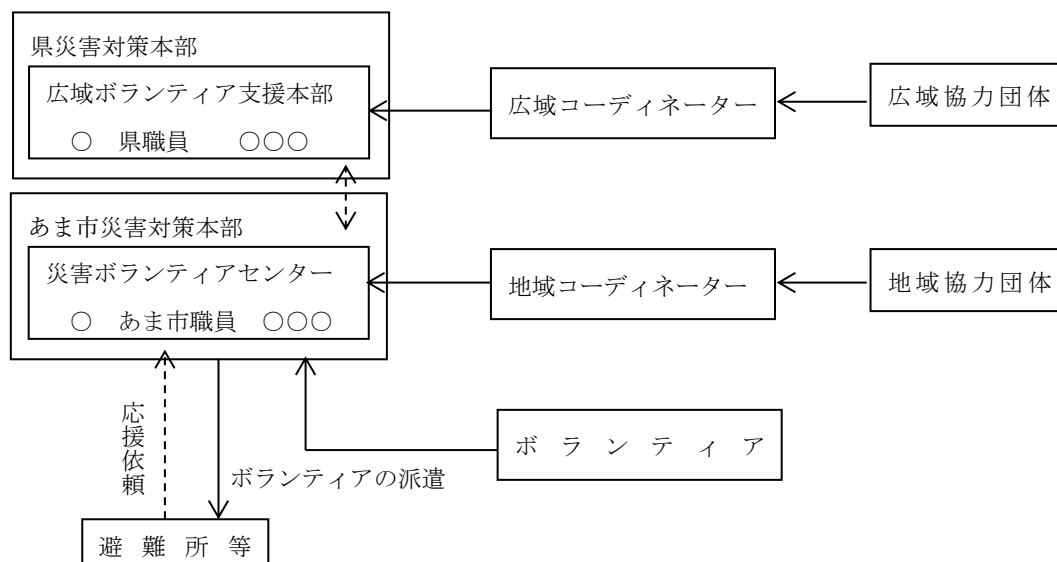 県災害対策本部
広域ボランティア支援本部
○ 県職員 ○○○
広域コーディネーター
広域協力団体
あま市災害対策本部
災害ボランティアセンター
○ あま市職員 ○○○
地域コーディネーター
地域協力団体
応援依頼
ボランティアの派遣
ボランティア
避難所等